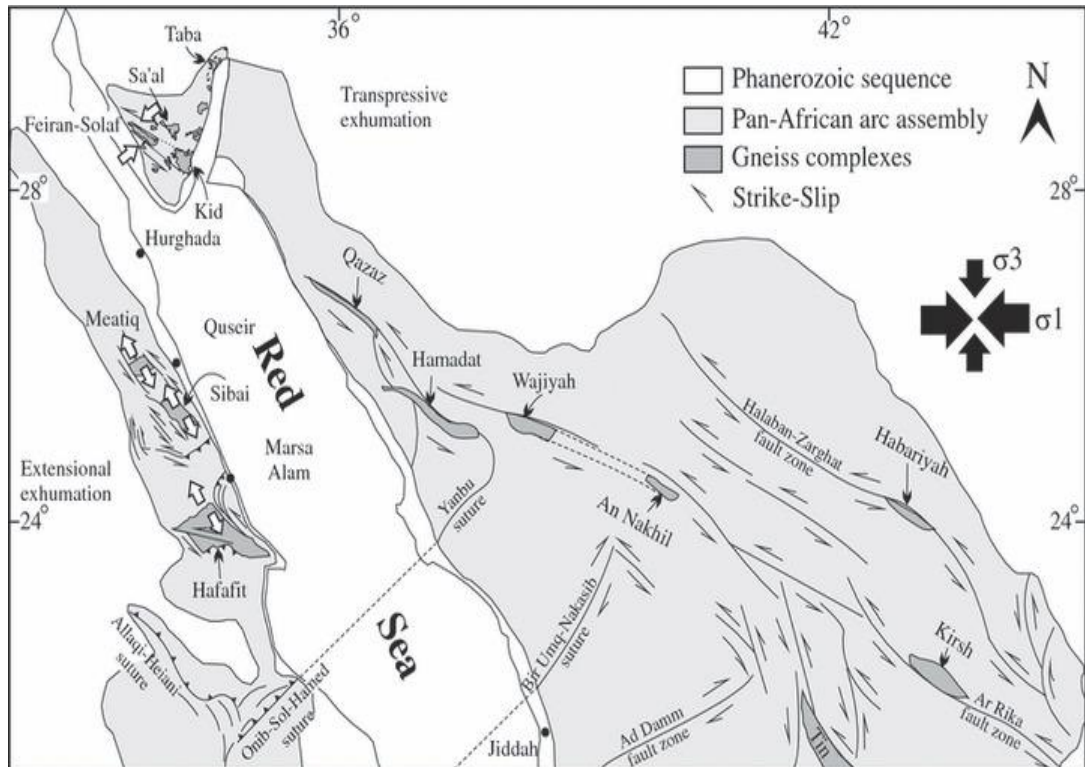 36°
42°
Taba
Sa'al
Feiran-Solaf
Transpressive
exhumation
Phanerozoic sequence
Pan-African arc assembly
Gneiss complexes
Strike-Slip
N
28°
28°
Kid
Hurghada
Qazaz
Meatiq
Quseir
Red
Hamadat
Wajiyah
σ3
σ1
Sibai
Halaban-Zarghat
fault zone
Habariyah
Marsa
Alam
Extensional
exhumation
Yanbu
suture
An Nakhil
24°
24°
Hafafit
Sea
Bir Umq-Nakasib
suture
Allaqi-Heiani
suture
Kirsh
Onib-Sol-Hamed
suture
Ad Damm
fault zone
Ar Rika
fault zone
Jiddah
Tin